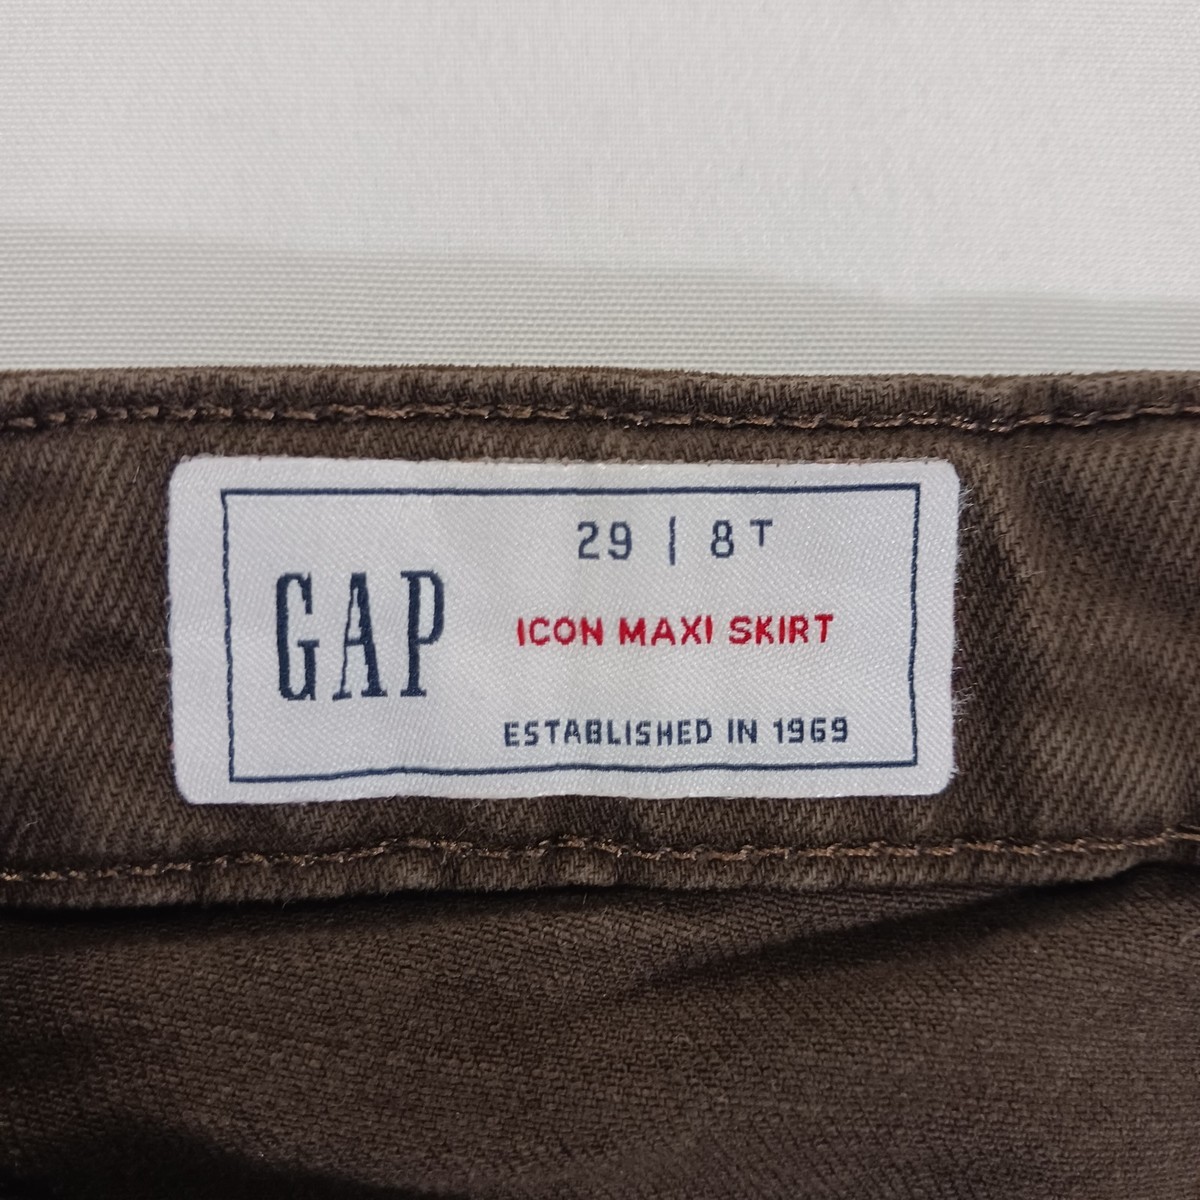 GAP
29 | 8T
ICON MAXI SKIRT
ESTABLISHED IN 1969